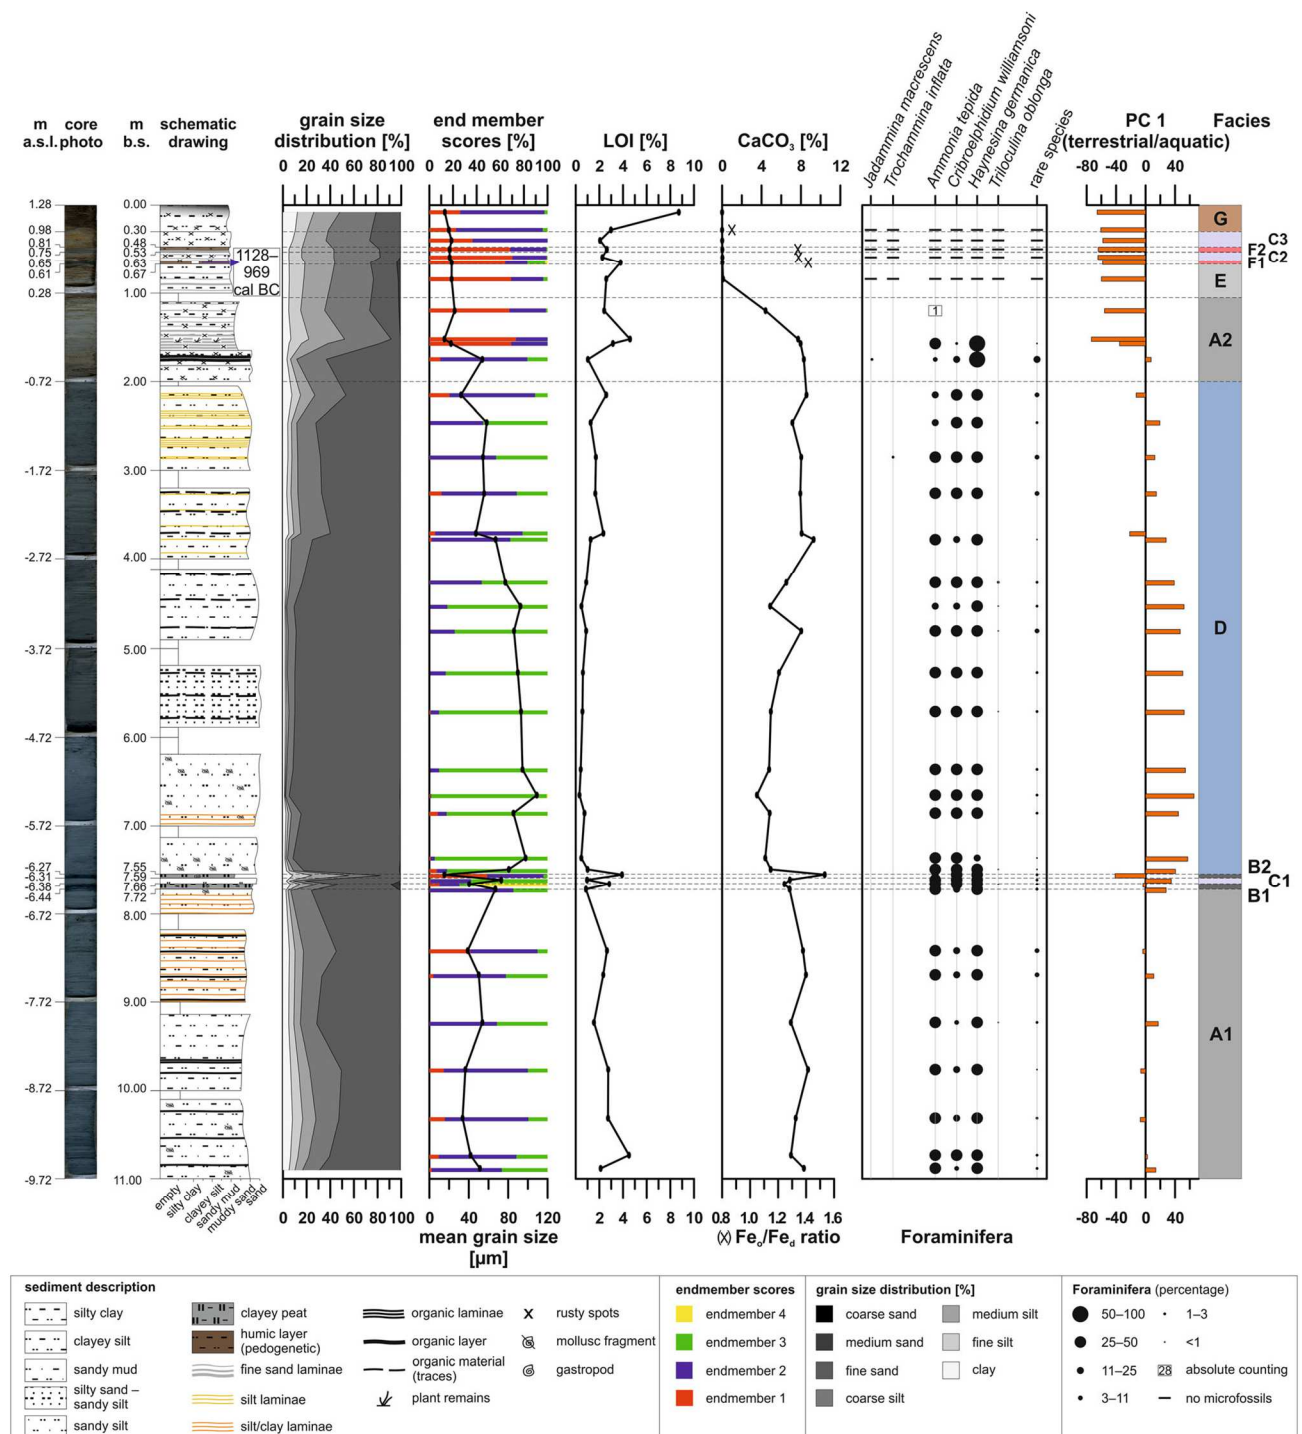 Jadammina macrescens
Trochammina inflata
Ammonia tepida
Cribroelphidium williamsoni
Haynesina germanica
Triloculina oblonga
rare species
m a.s.l.
core photo
m b.s.
schematic drawing
grain size distribution [%]
end member scores [%]
LOI [%]
CaCO₃ [%]
PC 1 (terrestrial/aquatic)
Facies
0 20 40 60 80 100
0 20 40 60 80 100
0 2 4 6 8 10
0 4 8 12
-80 -40 0 40
1.28
0.98
0.81
0.75
0.65
0.61
0.28
-0.72
-1.72
-2.72
-3.72
-4.72
-5.72
-6.27
-6.31
-6.38
-6.44
-6.72
-7.72
-8.72
-9.72
0.00
0.30
0.48
0.53
0.63
0.67
1.00
2.00
3.00
4.00
5.00
6.00
7.00
7.55
7.59
7.66
7.72
8.00
9.00
10.00
11.00
1128–
969
cal BC
1
G
C3
F2
C2
F1
E
A2
D
B2
C1
B1
A1
empty
silty clay
clayey silt
sandy mud
muddy sand
sand
0 20 40 60 80 100
0 40 80 120
2 4 6 8 10
0.8 1.0 1.2 1.4 1.6
-80 -40 0 40
mean grain size
[µm]
(X) Feₒ/Fe_d ratio
Foraminifera
sediment description
silty clay
clayey silt
sandy mud
silty sand –
sandy silt
sandy silt
clayey peat
humic layer
(pedogenetic)
fine sand laminae
silt laminae
silt/clay laminae
organic laminae
organic layer
organic material
(traces)
plant remains
x rusty spots
mollusc fragment
gastropod
endmember scores
endmember 4
endmember 3
endmember 2
endmember 1
grain size distribution [%]
coarse sand
medium sand
fine sand
coarse silt
medium silt
fine silt
clay
Foraminifera (percentage)
50–100
25–50
11–25
3–11
1–3
<1
28 absolute counting
no microfossils